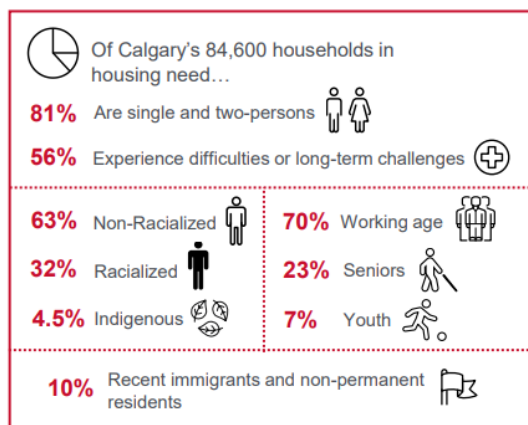 Of Calgary's 84,600 households in
housing need…
81% Are single and two-persons
56% Experience difficulties or long-term challenges
63% Non-Racialized
32% Racialized
4.5% Indigenous
70% Working age
23% Seniors
7% Youth
10% Recent immigrants and non-permanent
residents